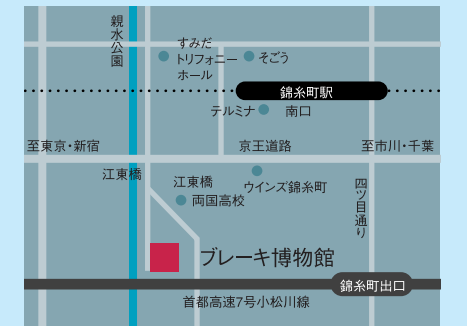 親水公園
すみだ
トリフォニー
ホール
そごう
錦糸町駅
テルミナ
南口
至東京・新宿
京王道路
至市川・千葉
江東橋
江東橋
両国高校
ウインズ錦糸町
四ツ目通り
ブレーキ博物館
錦糸町出口
首都高速7号小松川線